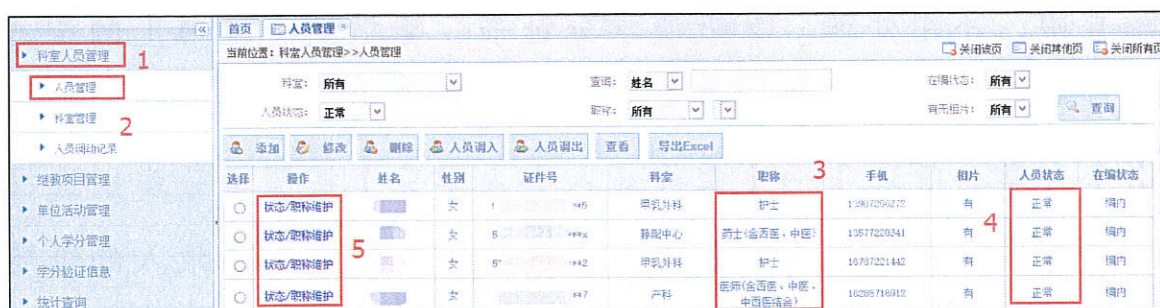 首页 人员管理
当前位置：科室人员管理>>人员管理 关闭该页 关闭其他页 关闭所有页
科室人员管理 1
人员管理
科室管理 2
人员调动记录
继教项目管理
单位活动管理
个人学分管理
学分验证信息
统计查询
科室： 所有 查询： 姓名 在编状态： 所有
人员状态： 正常 职称： 所有 有无相片： 所有 查询
添加 修改 删除 人员调入 人员调出 查看 导出Excel
选择 操作 姓名 性别 证件号 科室 职称 3 手机 相片 人员状态 在编状态
状态/职称维护 女 甲乳外科 护士 有 正常 编内
状态/职称维护 女 静配中心 药士(含西医、中医) 13577220341 有 4 正常 编内
状态/职称维护 5 女 甲乳外科 护士 18787221442 有 正常 编内
状态/职称维护 女 产科 医师(含西医、中医、
中西医结合) 有 正常 编内